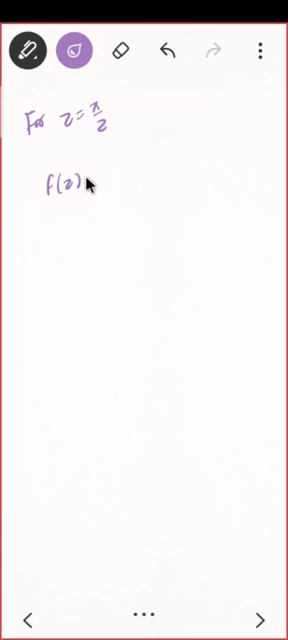 For z = π/2
f(z)